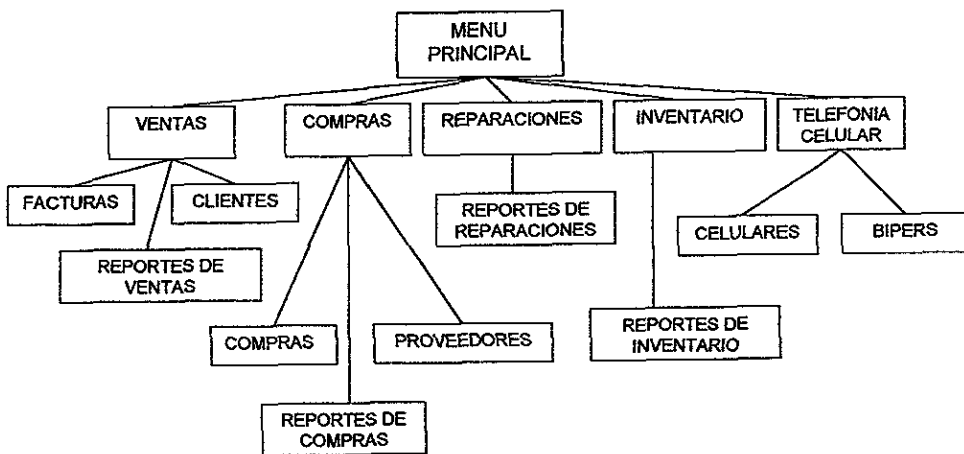 MENU
PRINCIPAL
VENTAS
COMPRAS
REPARACIONES
INVENTARIO
TELEFONIA
CELULAR
FACTURAS
CLIENTES
REPORTES DE
VENTAS
REPORTES DE
REPARACIONES
CELULARES
BIPERS
COMPRAS
PROVEEDORES
REPORTES DE
INVENTARIO
REPORTES DE
COMPRAS